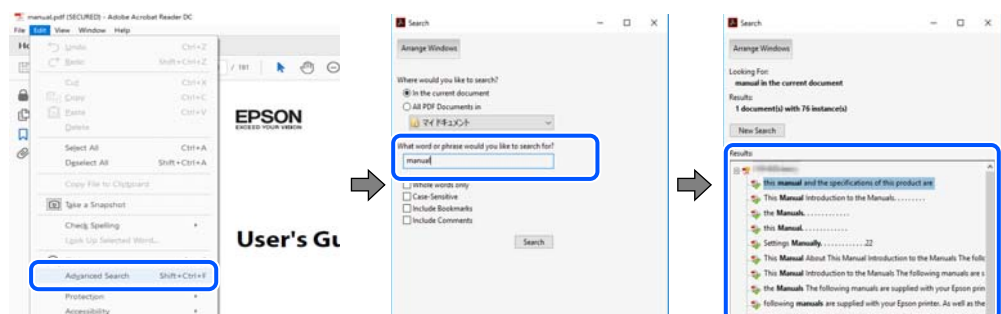 manual.pdf (SECURED) - Adobe Acrobat Reader DC
File Edit View Window Help
Undo Ctrl+Z
Shift+Ctrl+Z
/ 181
Cut Ctrl+X
Copy Ctrl+C
Paste Ctrl+V
Delete
Select All Ctrl+A
Deselect All Shift+Ctrl+A
Copy File to Clipboard
Take a Snapshot
Check Spelling
Look Up Selected Word...
Advanced Search Shift+Ctrl+F
Protection
Accessibility
EPSON
EXCEED YOUR VISION
User's Gu
Search
Arrange Windows
Where would you like to search?
In the current document
All PDF Documents in
マイ ドキュメント
What word or phrase would you like to search for?
manual
Whole words only
Case-Sensitive
Include Bookmarks
Include Comments
Search
Search
Arrange Windows
Looking For:
manual in the current document
Results:
1 document(s) with 76 instance(s)
New Search
Results:
this manual and the specifications of this product are
This Manual Introduction to the Manuals. . . . . . . . .
the Manuals. . . . . . . . . . . .
this Manual. . . . . . . . . . . .
Settings Manually. . . . . . . . . . . .22
This Manual About This Manual Introduction to the Manuals The follo
This Manual Introduction to the Manuals The following manuals are s
the Manuals The following manuals are supplied with your Epson prin
following manuals are supplied with your Epson printer. As well as the